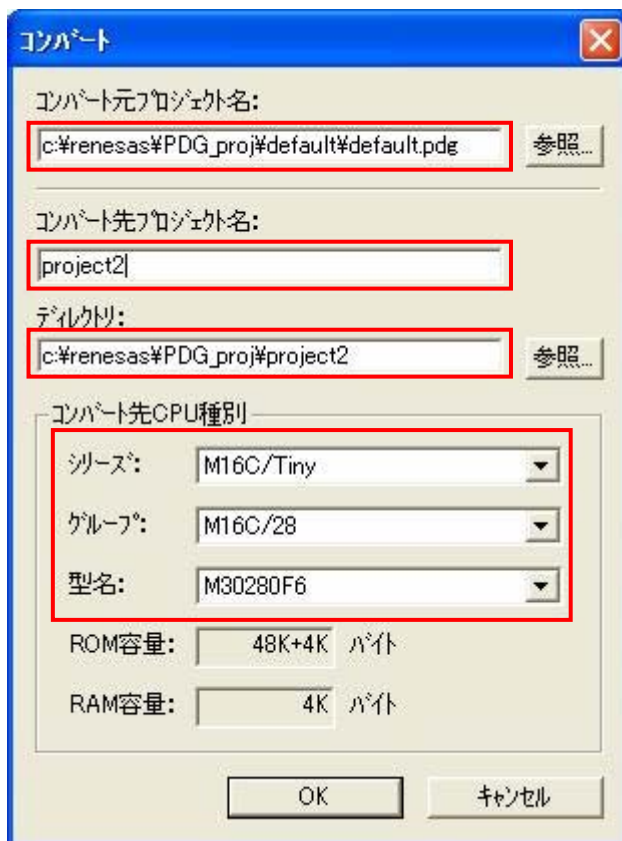 コンバート
コンバート元プロジェクト名:
c:¥renesas¥PDG_proj¥default¥default.pdg 参照...
コンバート先プロジェクト名:
project2
ディレクトリ:
c:¥renesas¥PDG_proj¥project2 参照...
コンバート先CPU種別
シリーズ: M16C/Tiny
グループ: M16C/28
型名: M30280F6
ROM容量: 48K+4K バイト
RAM容量: 4K バイト
OK キャンセル